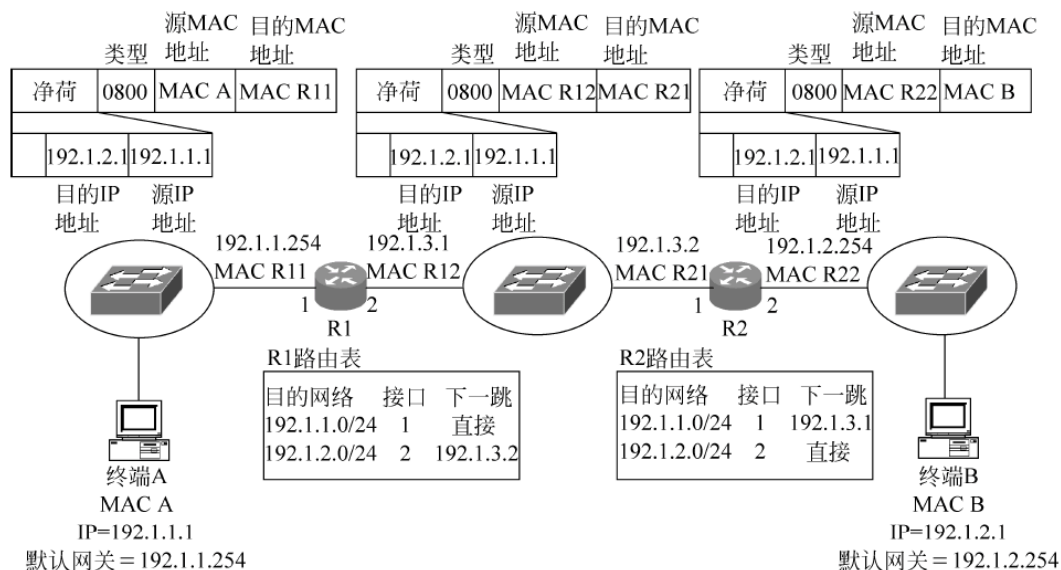 源MAC 目的MAC 源MAC 目的MAC 源MAC 目的MAC
类型 地址 地址 类型 地址 地址 类型 地址 地址
净荷 0800 MAC A MAC R11 净荷 0800 MAC R12 MAC R21 净荷 0800 MAC R22 MAC B
192.1.2.1 192.1.1.1 192.1.2.1 192.1.1.1 192.1.2.1 192.1.1.1
目的IP 源IP 目的IP 源IP 目的IP 源IP
地址 地址 地址 地址 地址 地址
192.1.1.254 192.1.3.1 192.1.3.2 192.1.2.254
MAC R11 MAC R12 MAC R21 MAC R22
1 2 1 2
R1 R2
R1路由表
目的网络 接口 下一跳
192.1.1.0/24 1 直接
192.1.2.0/24 2 192.1.3.2
R2路由表
目的网络 接口 下一跳
192.1.1.0/24 1 192.1.3.1
192.1.2.0/24 2 直接
终端A
MAC A
IP=192.1.1.1
默认网关=192.1.1.254
终端B
MAC B
IP=192.1.2.1
默认网关=192.1.2.254